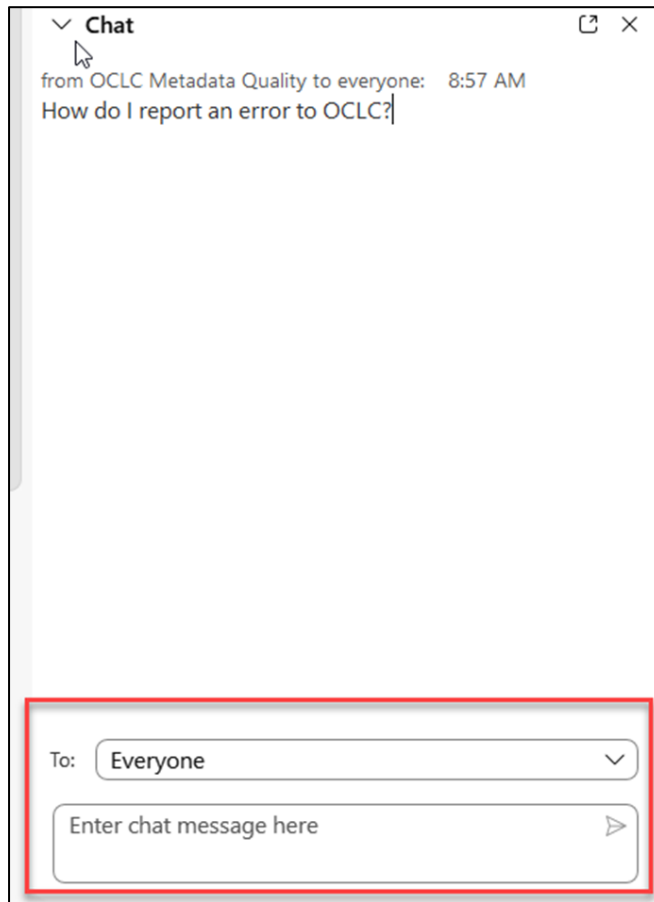 Chat
from OCLC Metadata Quality to everyone: 8:57 AM
How do I report an error to OCLC?
To: Everyone
Enter chat message here